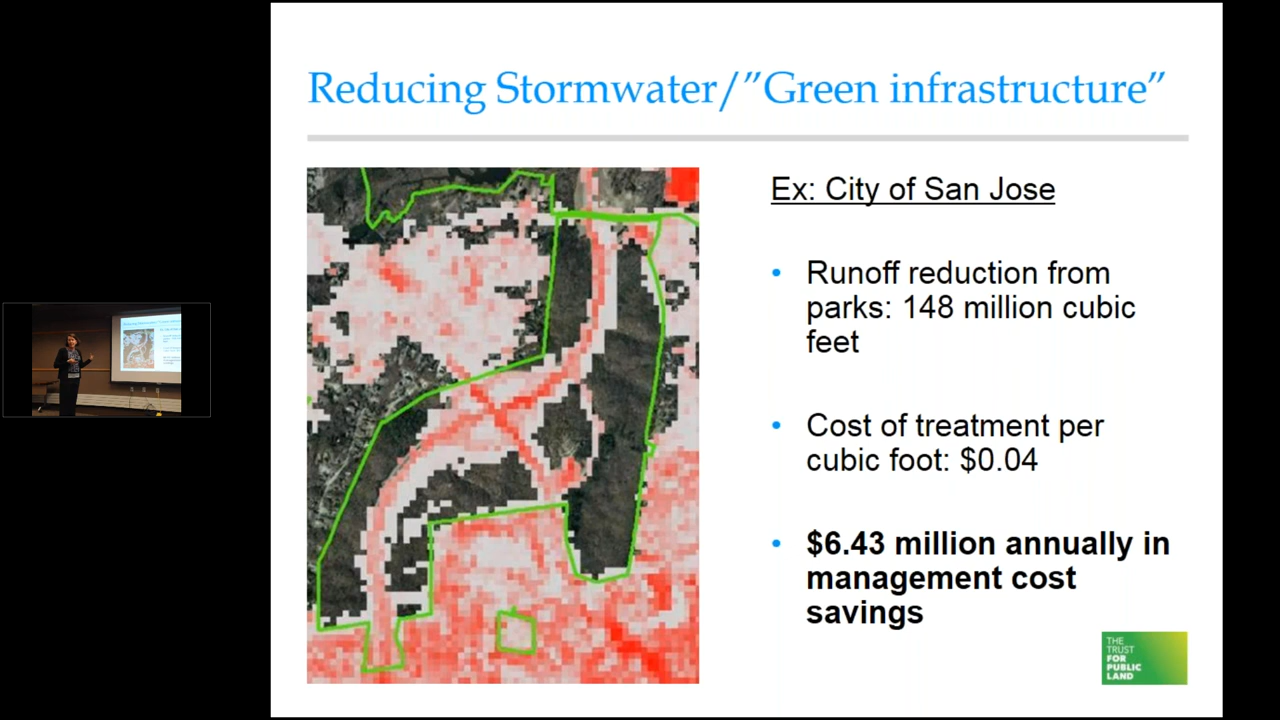 Reducing Stormwater/”Green infrastructure”
Ex: City of San Jose
• Runoff reduction from
parks: 148 million cubic
feet
• Cost of treatment per
cubic foot: $0.04
• $6.43 million annually in
management cost
savings
THE
TRUST
FOR
PUBLIC
LAND